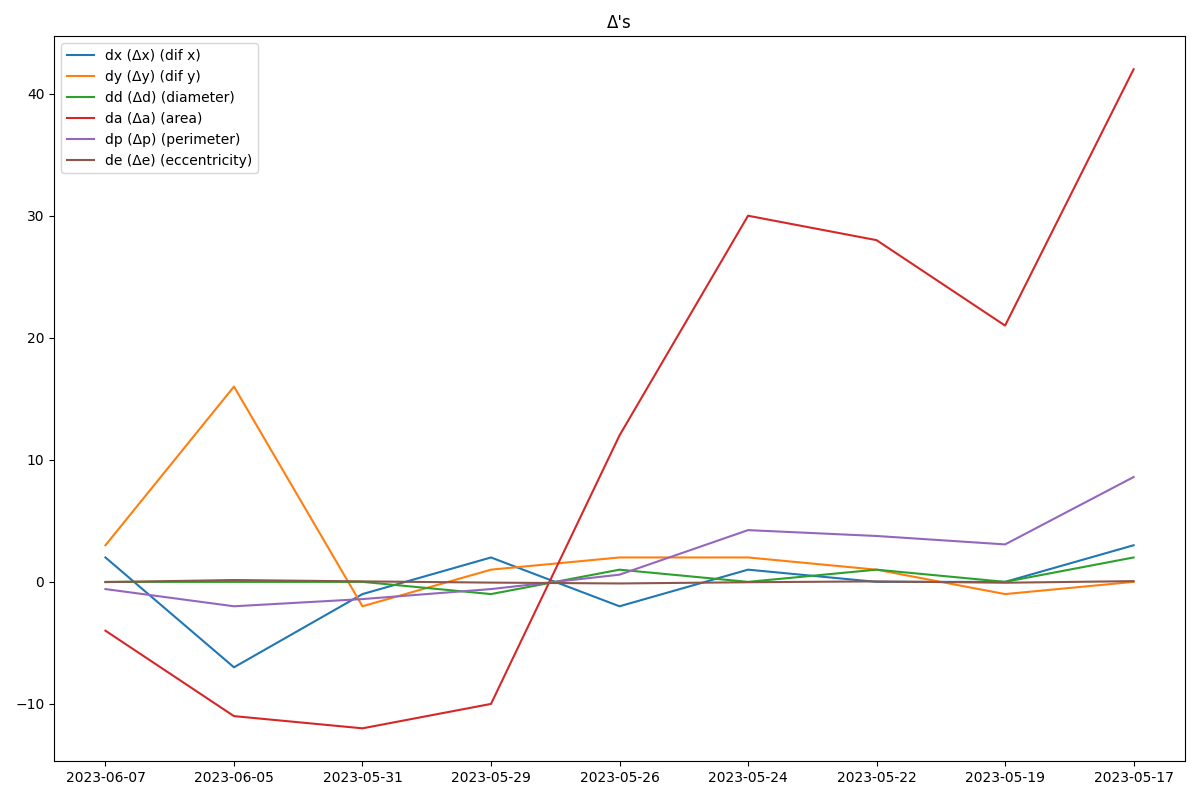 Δ's
dx (Δx) (dif x)
dy (Δy) (dif y)
dd (Δd) (diameter)
da (Δa) (area)
dp (Δp) (perimeter)
de (Δe) (eccentricity)
40
30
20
10
0
−10
2023-06-07 2023-06-05 2023-05-31 2023-05-29 2023-05-26 2023-05-24 2023-05-22 2023-05-19 2023-05-17